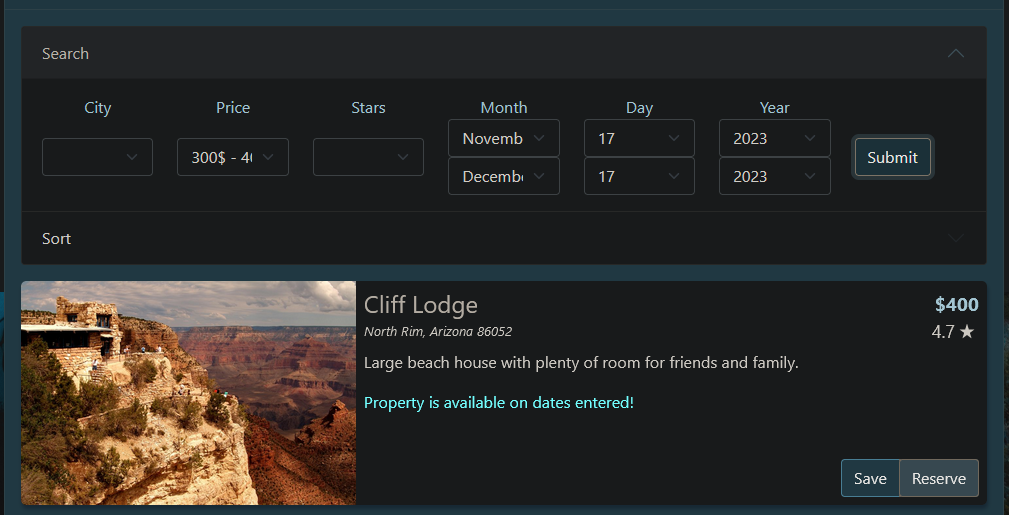 Search
City Price Stars Month Day Year
Novemb 17 2023
300$ - 4 Submit
Decemb 17 2023
Sort
Cliff Lodge $400
North Rim, Arizona 86052 4.7 ★
Large beach house with plenty of room for friends and family.
Property is available on dates entered!
Save Reserve